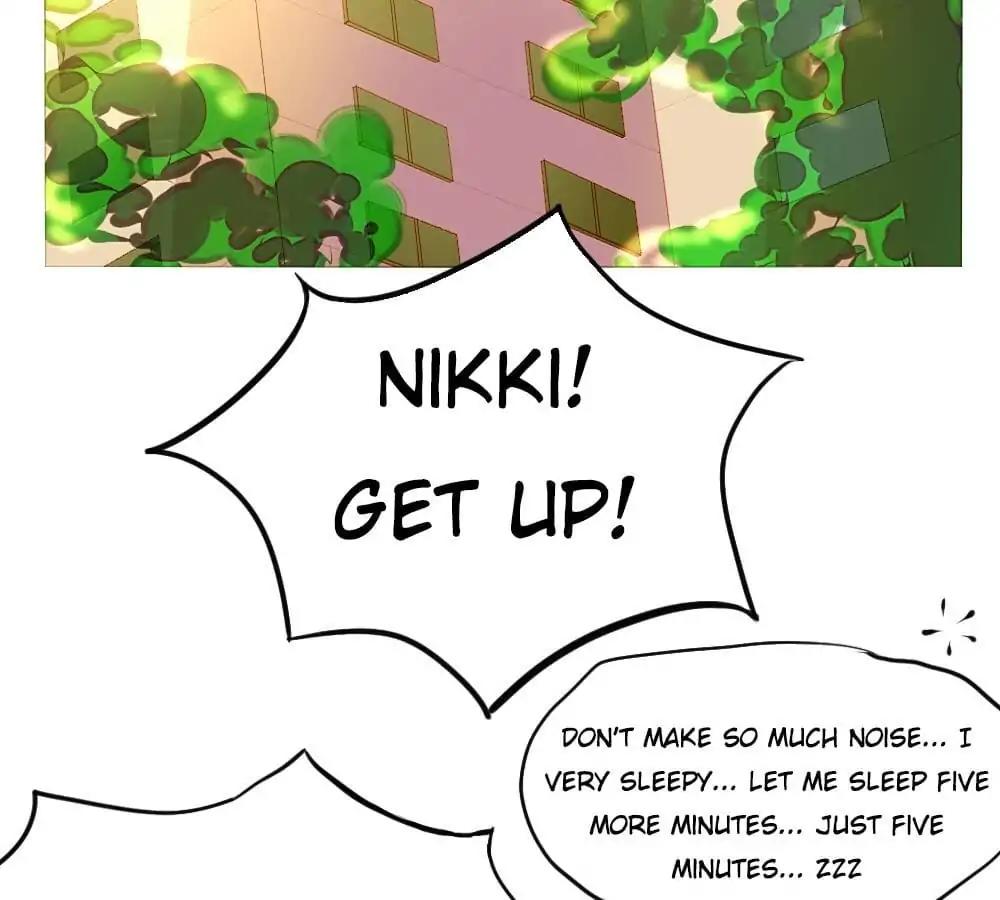 NIKKI!
GET UP!
DON'T MAKE SO MUCH NOISE... I
VERY SLEEPY... LET ME SLEEP FIVE
MORE MINUTES... JUST FIVE
MINUTES... ZZZ